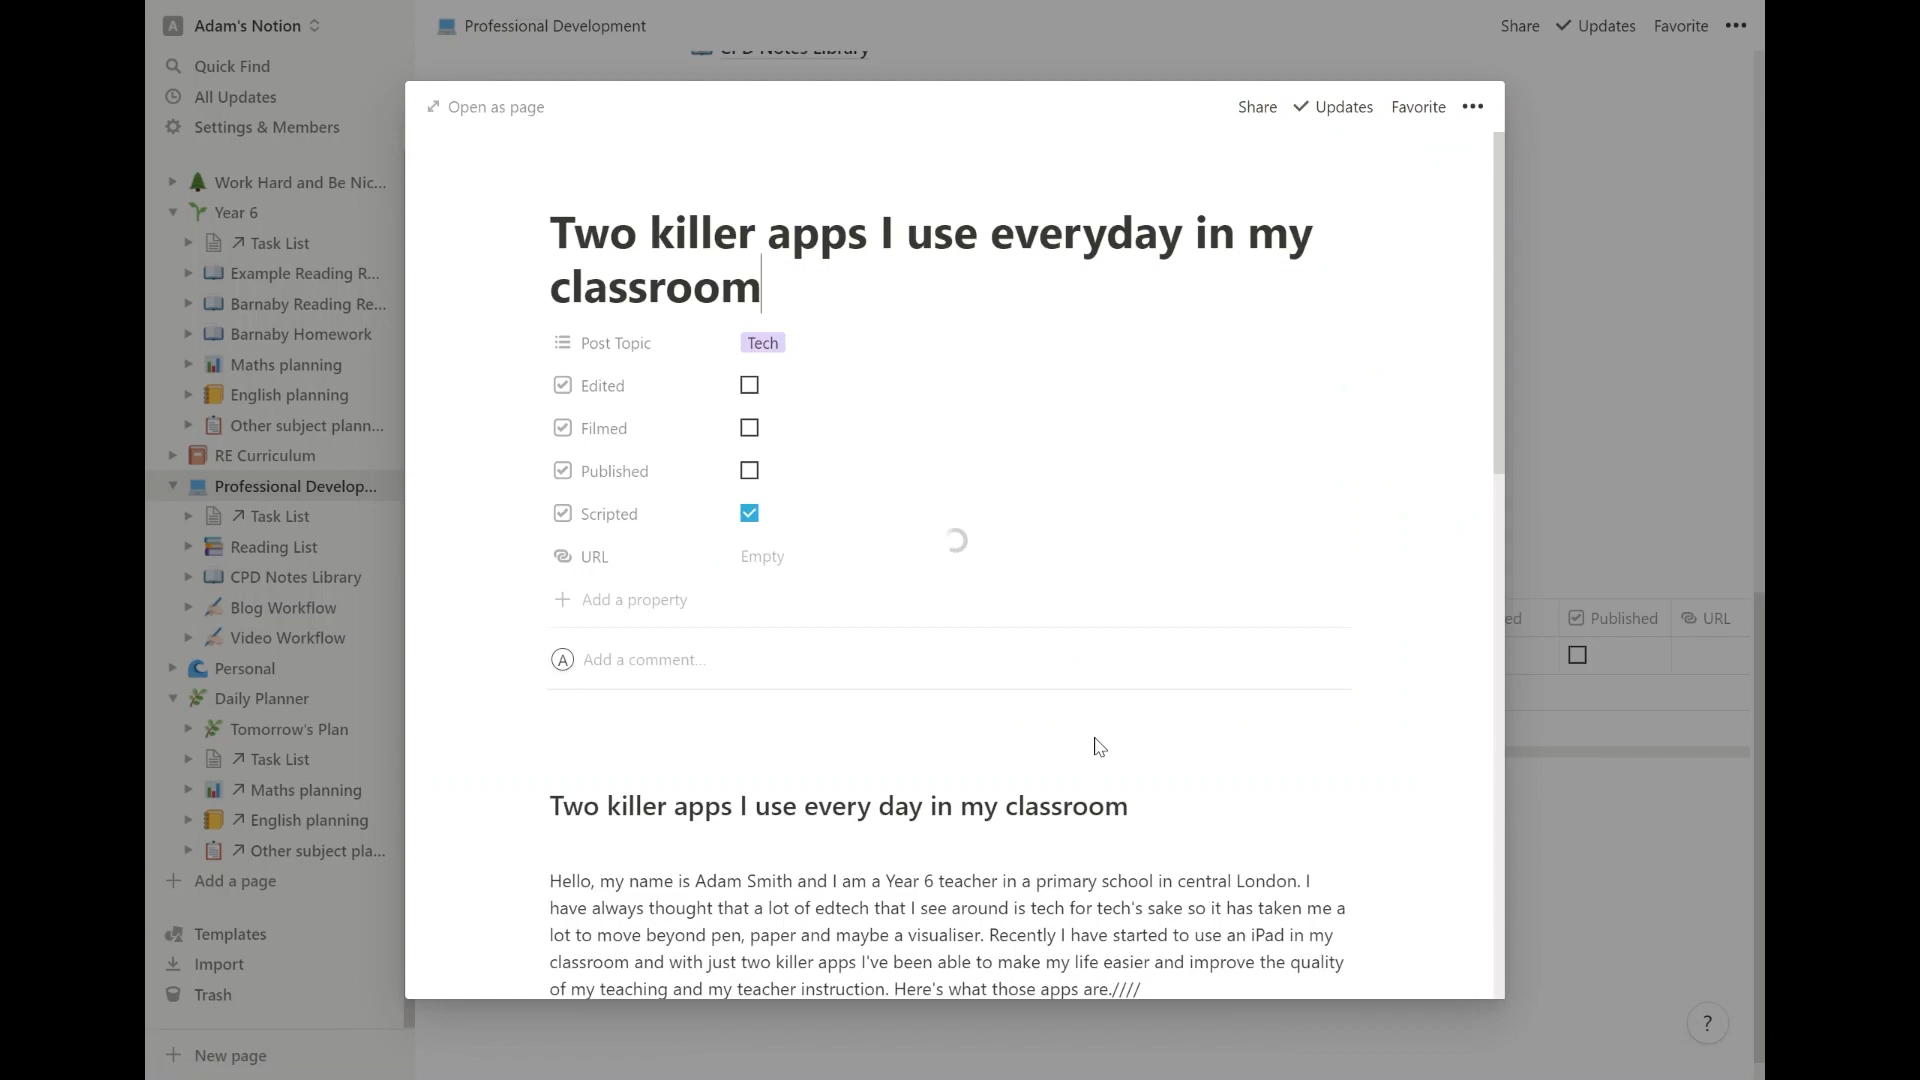 A Adam's Notion
Quick Find
All Updates
Settings & Members
Work Hard and Be Nic...
Year 6
Task List
Example Reading R...
Barnaby Reading Re...
Barnaby Homework
Maths planning
English planning
Other subject plann...
RE Curriculum
Professional Develop...
Task List
Reading List
CPD Notes Library
Blog Workflow
Video Workflow
Personal
Daily Planner
Tomorrow's Plan
Task List
Maths planning
English planning
Other subject pla...
Add a page
Templates
Import
Trash
New page
Professional Development
Share Updates Favorite •••
CPD Notes Library
Open as page
Share Updates Favorite •••
Two killer apps I use everyday in my
classroom
Post Topic Tech
Edited
Filmed
Published
Scripted
URL Empty
Add a property
A Add a comment...
Two killer apps I use every day in my classroom
Hello, my name is Adam Smith and I am a Year 6 teacher in a primary school in central London. I
have always thought that a lot of edtech that I see around is tech for tech's sake so it has taken me a
lot to move beyond pen, paper and maybe a visualiser. Recently I have started to use an iPad in my
classroom and with just two killer apps I've been able to make my life easier and improve the quality
of my teaching and my teacher instruction. Here's what those apps are.////
ed Published URL
?